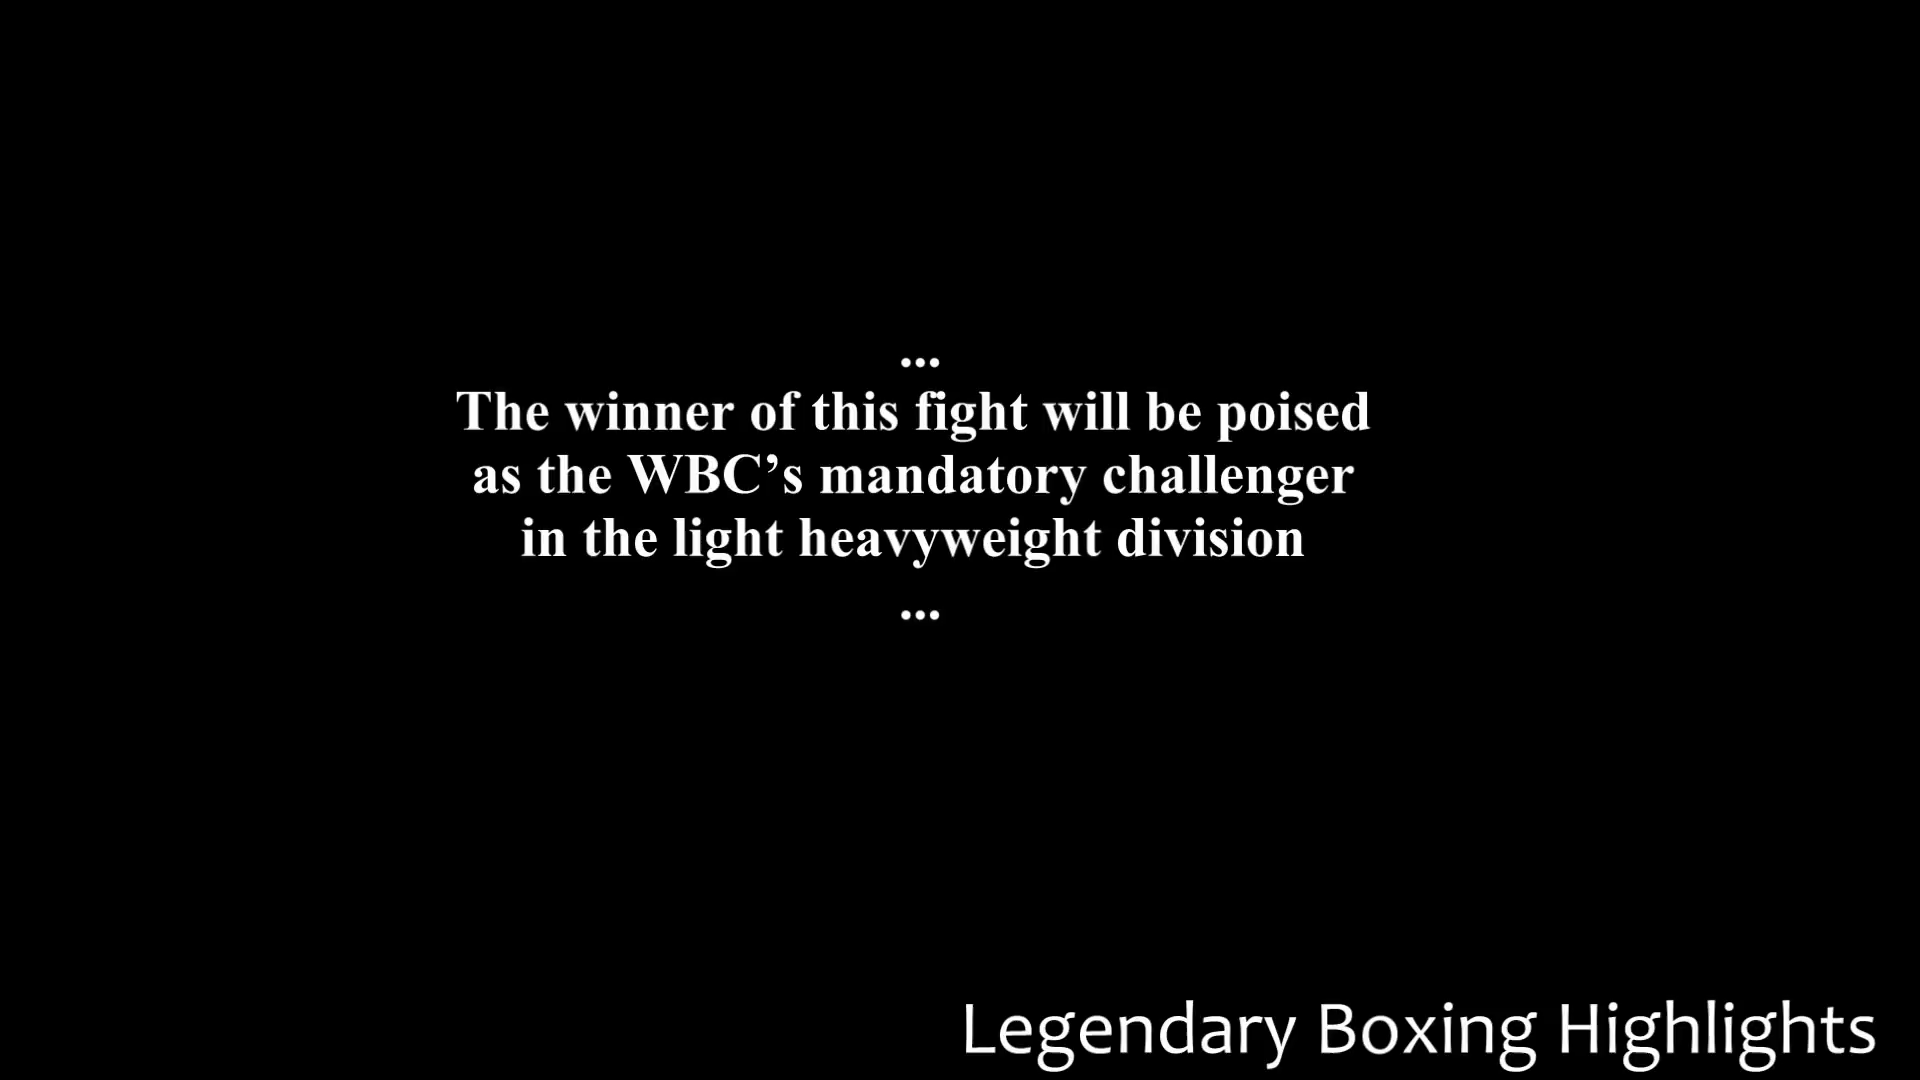 ...
The winner of this fight will be poised
as the WBC’s mandatory challenger
in the light heavyweight division
...
Legendary Boxing Highlights